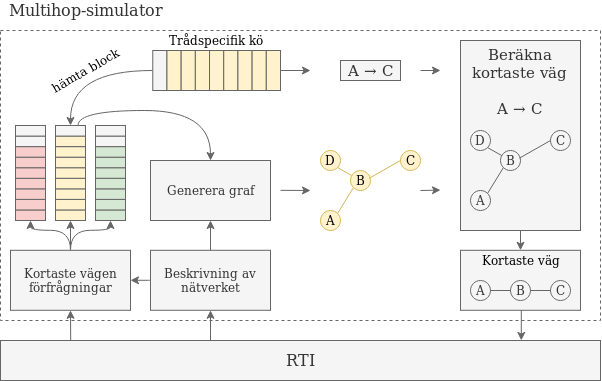 Multihop-simulator
Trådspecifik kö
hämta block
A → C
Beräkna
kortaste väg
A → C
D
B
C
A
Generera graf
D
B
C
A
Kortaste vägen
förfrågningar
Beskrivning av
nätverket
Kortaste väg
A B C
RTI